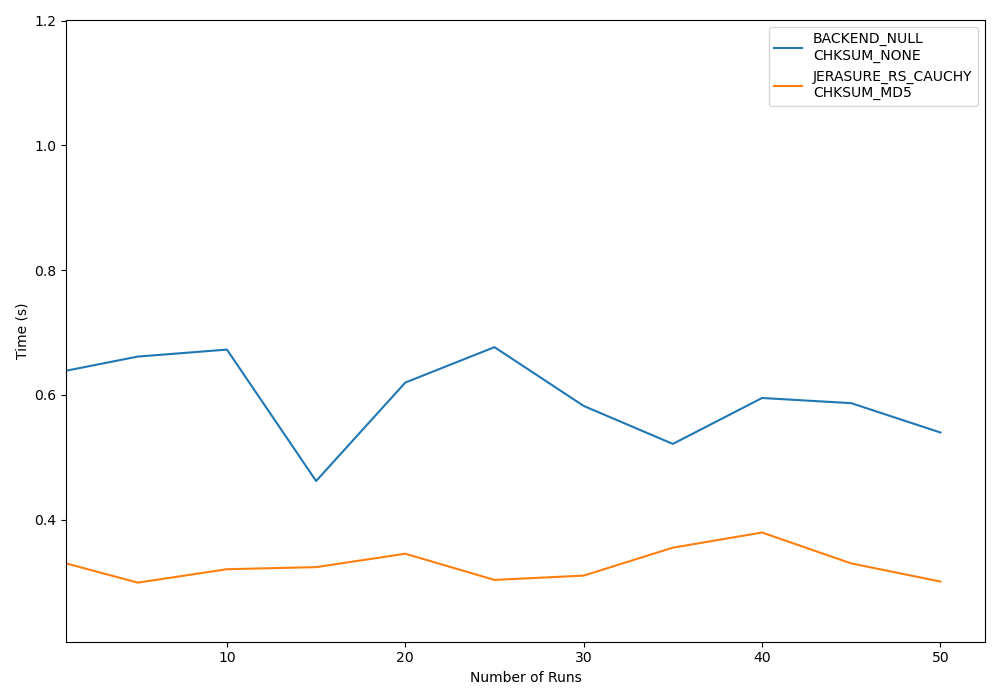 1.2
1.0
0.8
0.6
0.4
Time (s)
10 20 30 40 50
Number of Runs
BACKEND_NULL
CHKSUM_NONE
JERASURE_RS_CAUCHY
CHKSUM_MD5